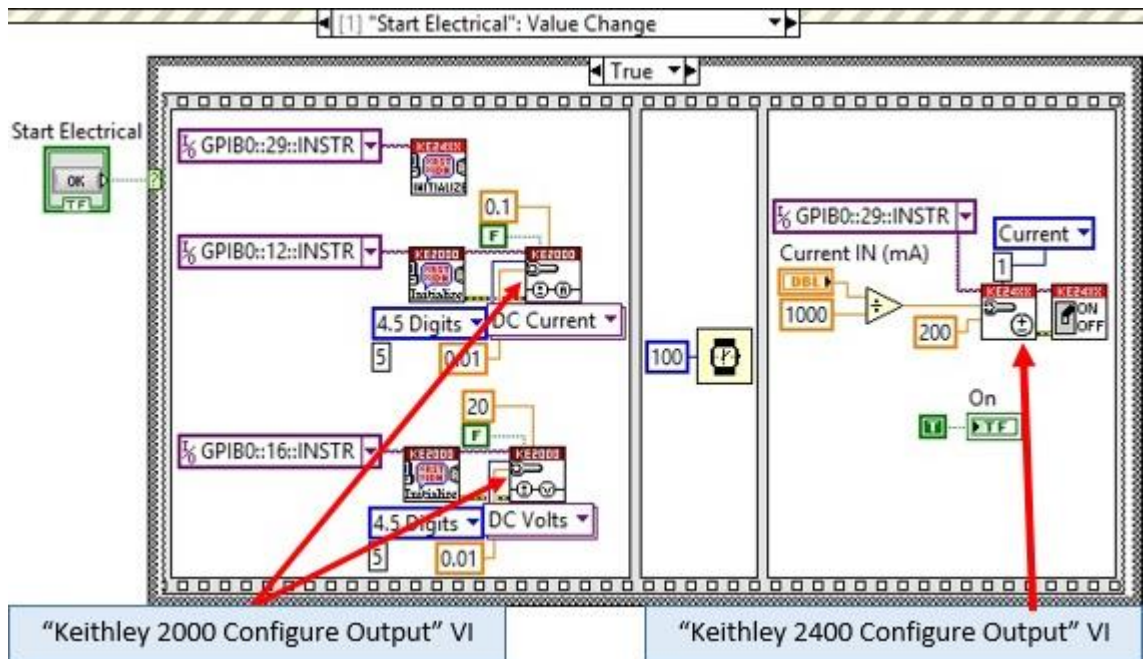 [1] "Start Electrical": Value Change
True
Start Electrical
OK
TF
GPIB0::29::INSTR
KE24XX
INITIALIZE
0.1
F
GPIB0::12::INSTR
KE2000
Initialize
KE2000
4.5 Digits
DC Current
5
0.01
20
F
GPIB0::16::INSTR
KE2000
Initialize
KE2000
4.5 Digits
DC Volts
5
0.01
100
GPIB0::29::INSTR
Current
Current IN (mA)
1
DBL
1000
200
KE24XX
KE24XX
ON
OFF
On
T
TF
"Keithley 2000 Configure Output" VI
"Keithley 2400 Configure Output" VI